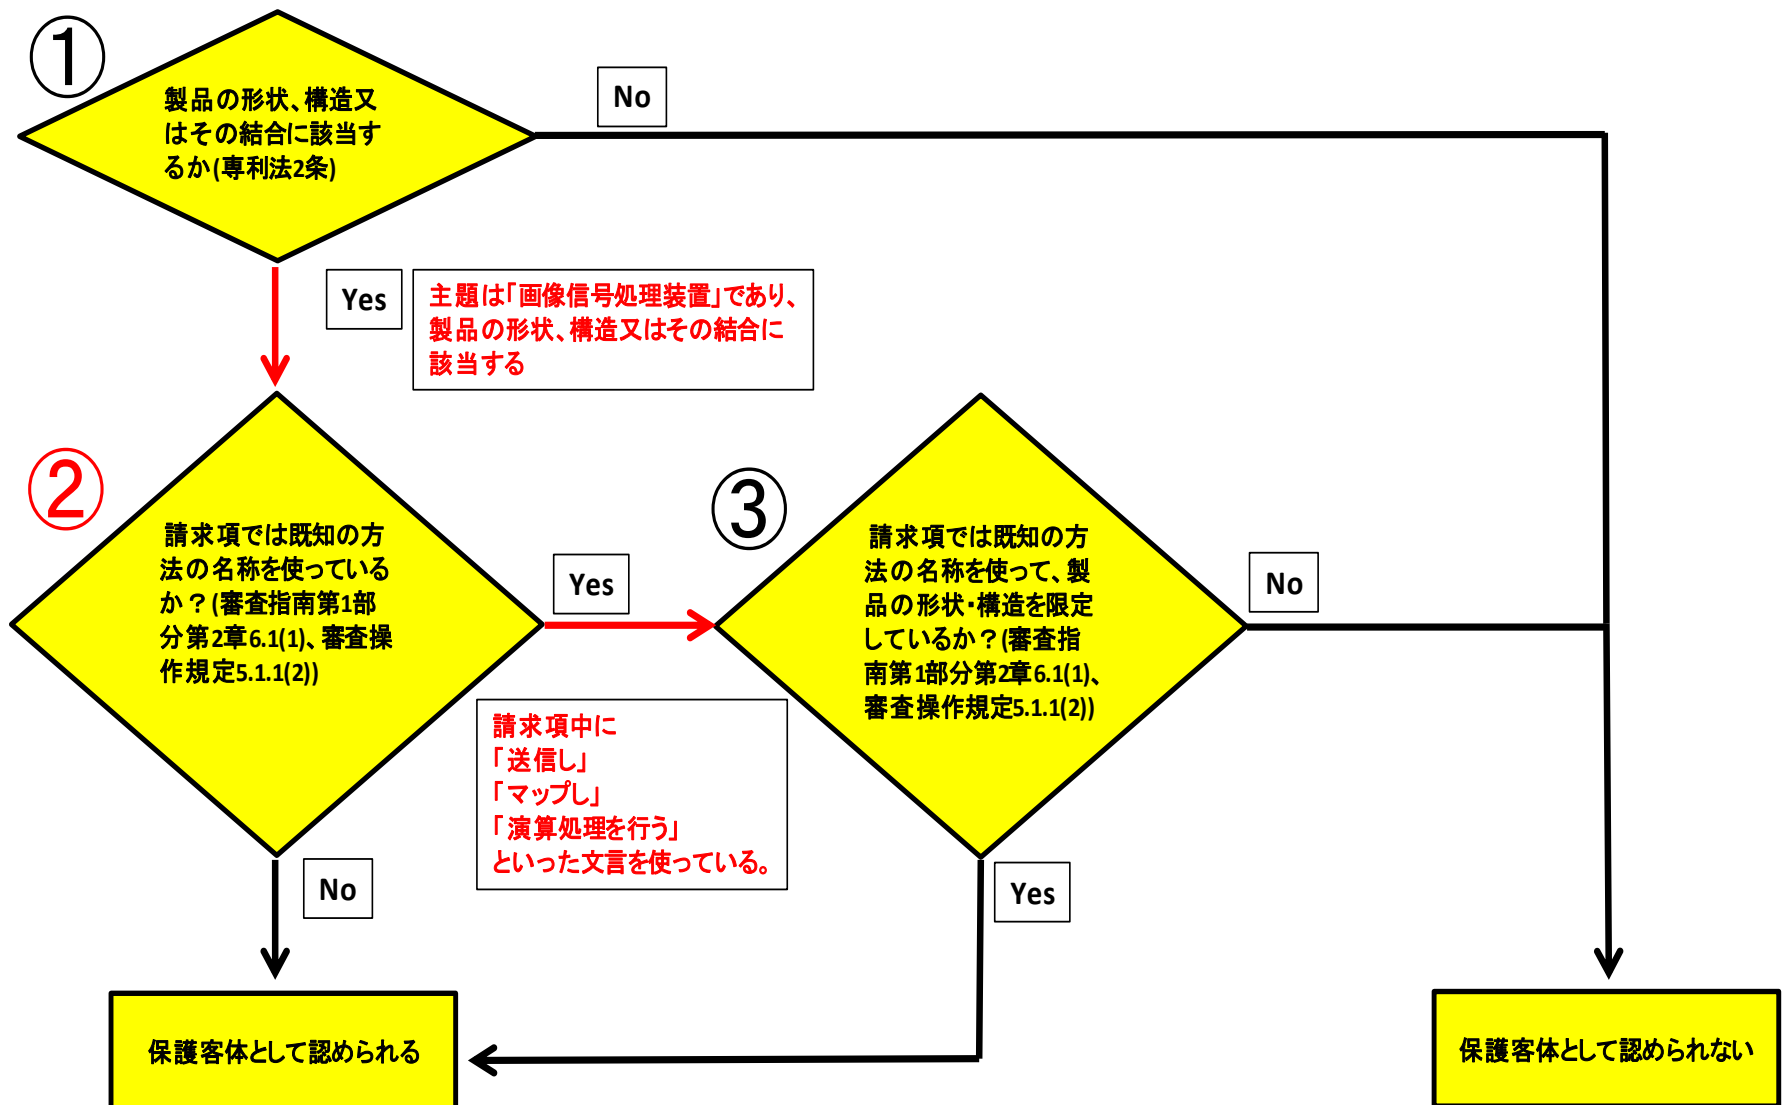 ①
製品の形状、構造又
はその結合に該当す
るか(専利法2条)
No
Yes
主題は「画像信号処理装置」であり、
製品の形状、構造又はその結合に
該当する
②
請求項では既知の方
法の名称を使っている
か？(審査指南第1部
分第2章6.1(1)、審査操
作規定5.1.1(2))
Yes
請求項中に
「送信し」
「マップし」
「演算処理を行う」
といった文言を使っている。
③
請求項では既知の方
法の名称を使って、製
品の形状・構造を限定
しているか？(審査指
南第1部分第2章6.1(1)、
審査操作規定5.1.1(2))
No
No
Yes
保護客体として認められる
保護客体として認められない